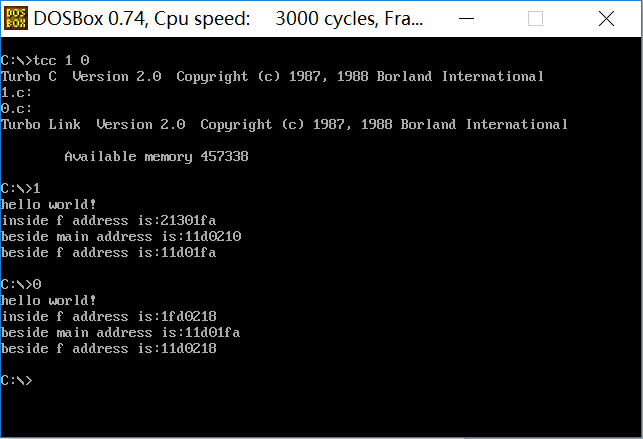 DOS
BOX
DOSBox 0.74, Cpu speed:    3000 cycles, Fra...
C:\>tcc 1 0
Turbo C  Version 2.0  Copyright (c) 1987, 1988 Borland International
1.c:
0.c:
Turbo Link  Version 2.0  Copyright (c) 1987, 1988 Borland International
        Available memory 457338
C:\>1
hello world!
inside f address is:21301fa
beside main address is:11d0210
beside f address is:11d01fa
C:\>0
hello world!
inside f address is:1fd0218
beside main address is:11d01fa
beside f address is:11d0218
C:\>